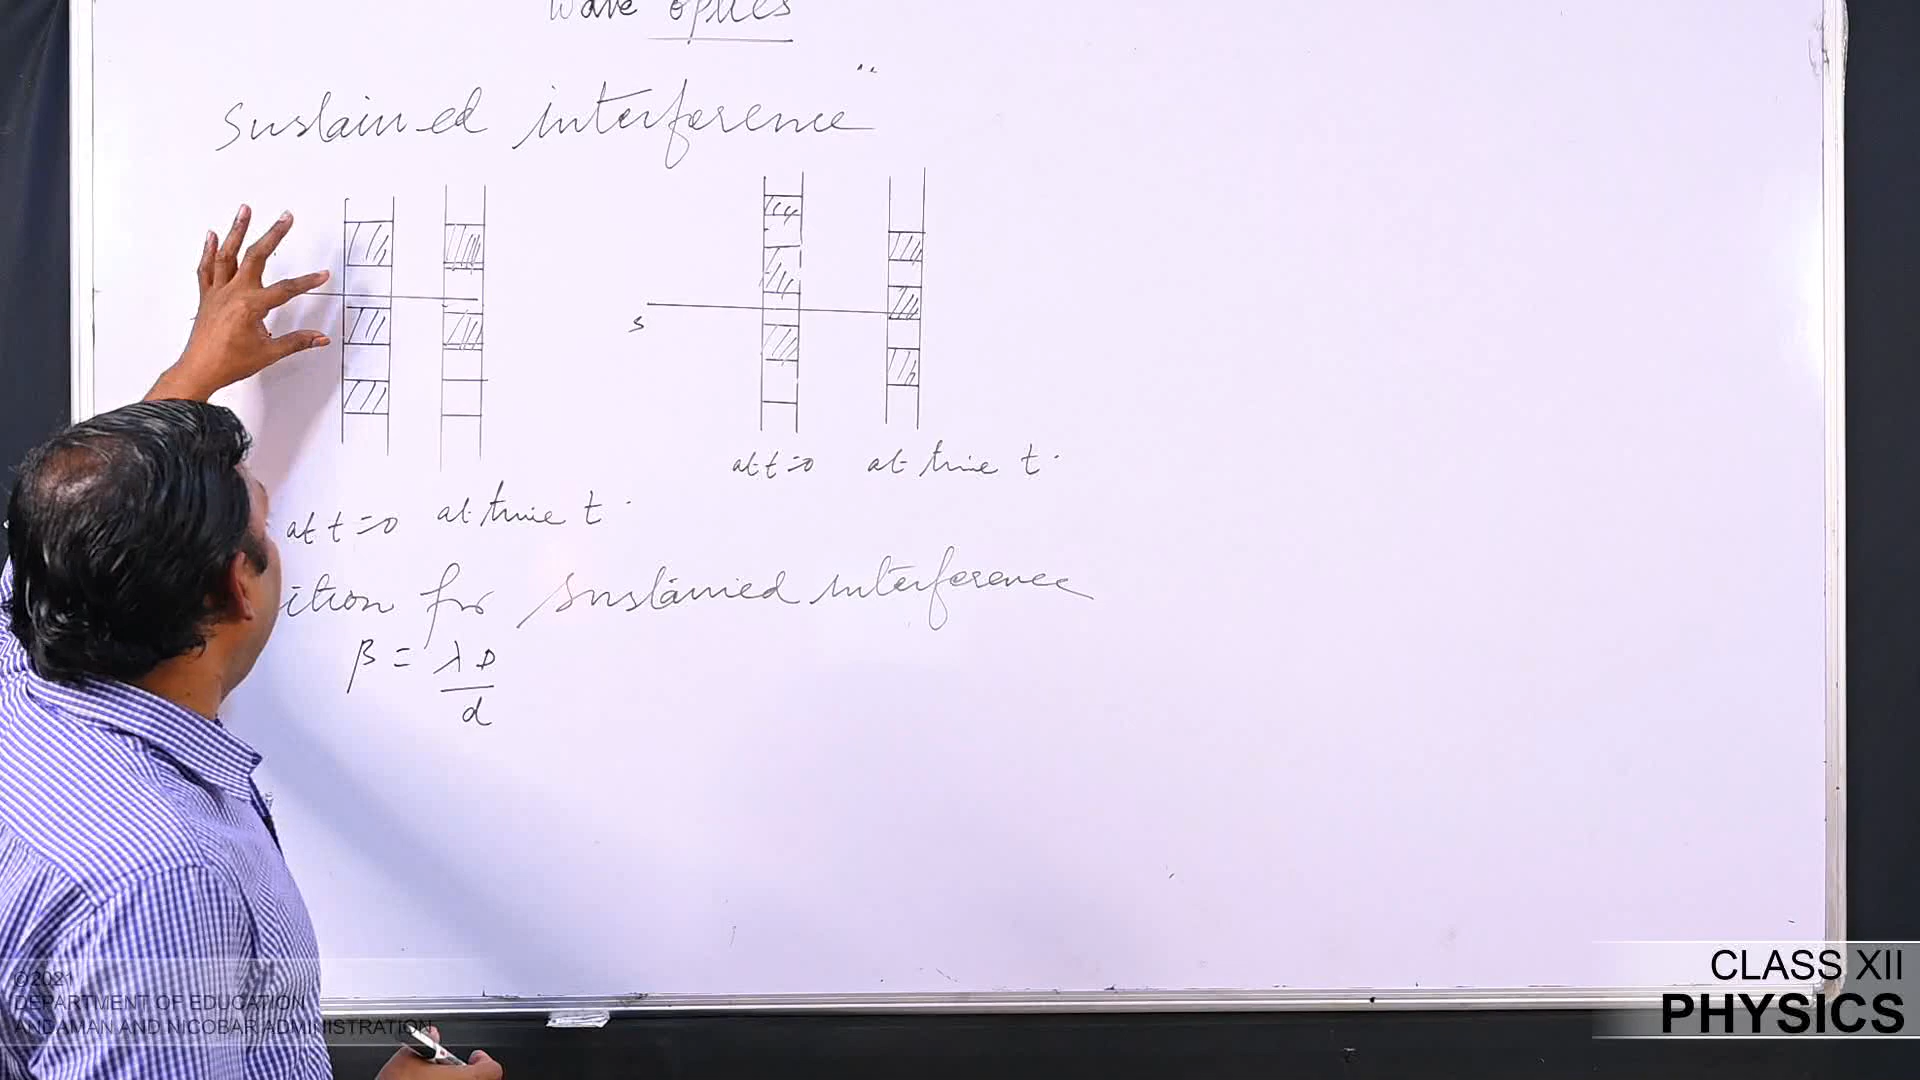 Wave optics
Sustained interference
s
at t=0 at time t
at t=0 at time t
ition for sustained interference
β = λD/d
©2021
DEPARTMENT OF EDUCATION
ANDAMAN AND NICOBAR ADMINISTRATION
CLASS XII
PHYSICS